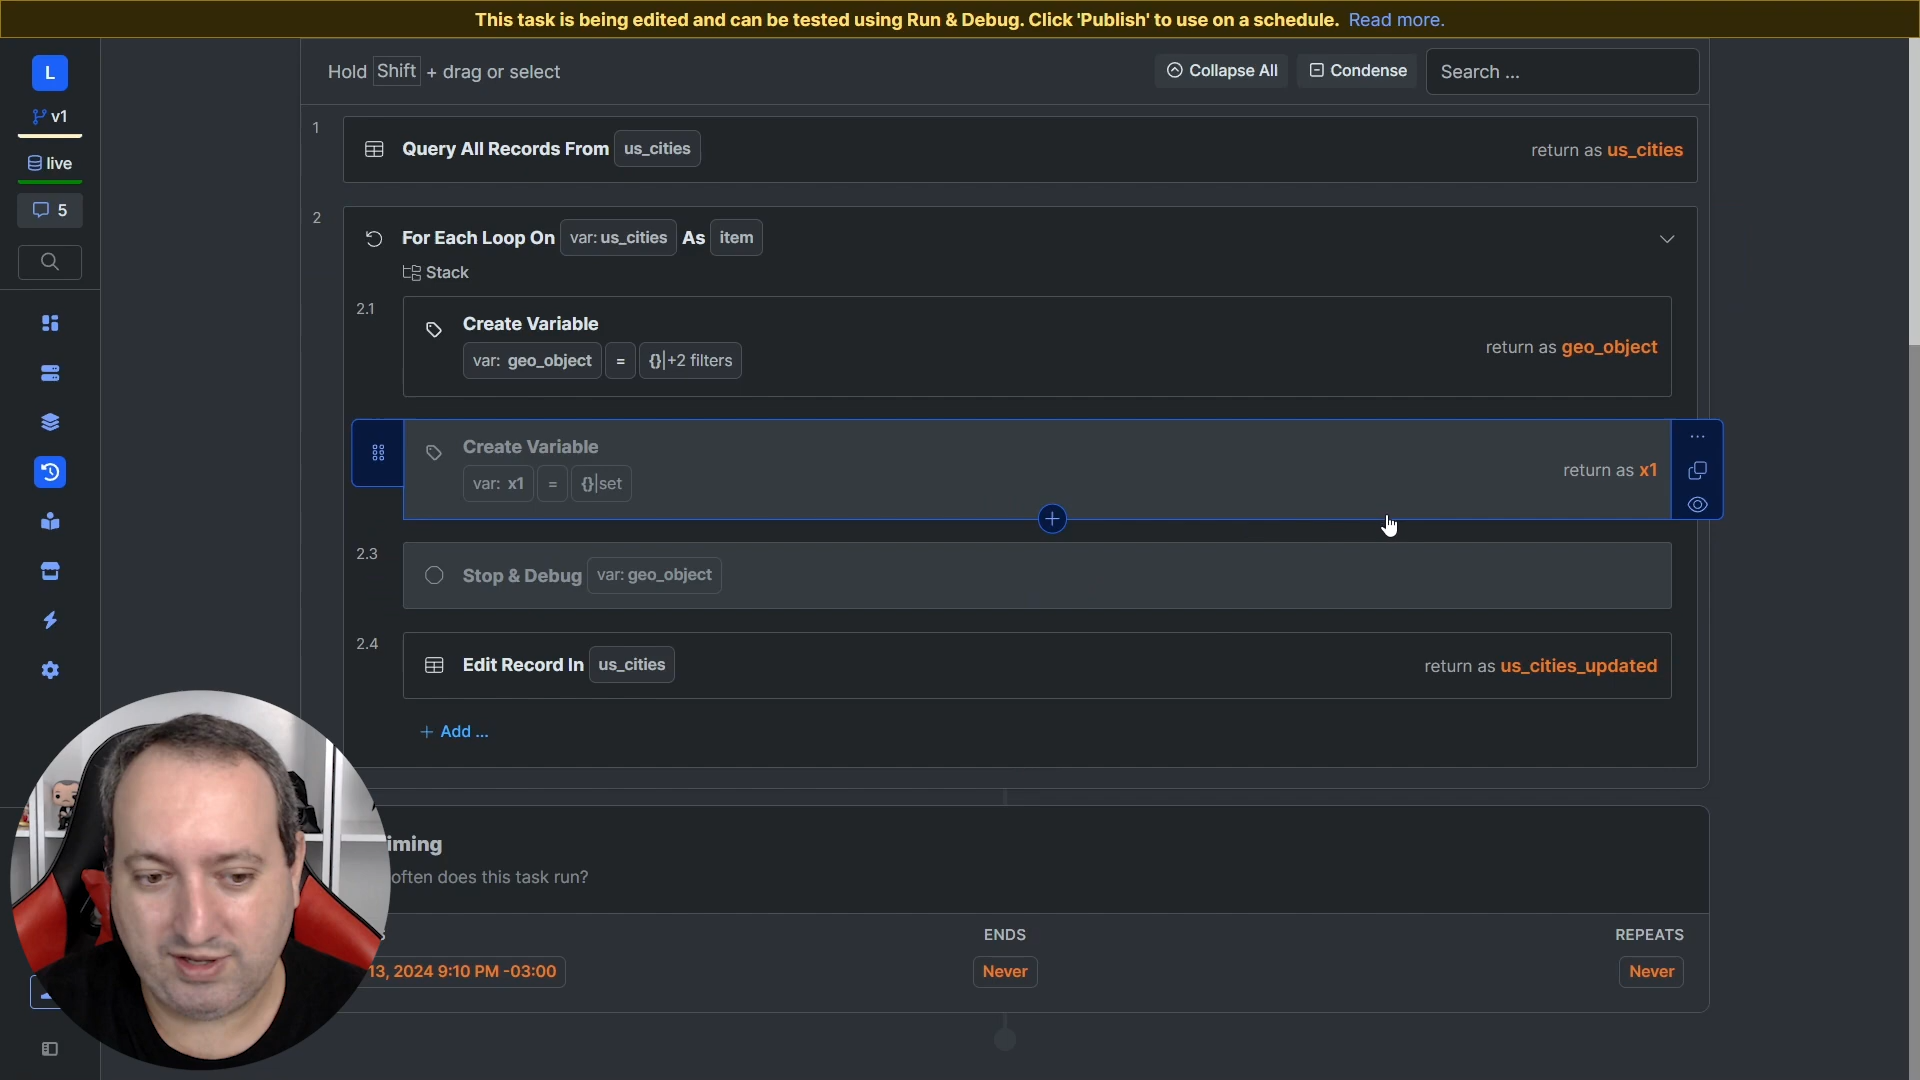 This task is being edited and can be tested using Run & Debug. Click 'Publish' to use on a schedule. Read more.
L
v1
live
5
Hold Shift + drag or select
Collapse All
Condense
Search ...
1
Query All Records From us_cities
return as us_cities
2
For Each Loop On var: us_cities As item
Stack
2.1
Create Variable
var: geo_object = {}|+2 filters
return as geo_object
Create Variable
var: x1 = {}|set
return as x1
2.3
Stop & Debug var: geo_object
2.4
Edit Record In us_cities
return as us_cities_updated
+ Add ...
iming
often does this task run?
ENDS
REPEATS
13, 2024 9:10 PM -03:00
Never
Never